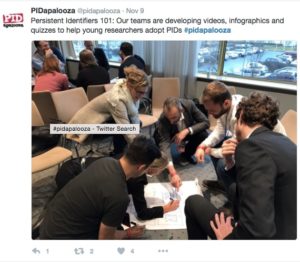 PID
PIDapalooza @pidapalooza · Nov 9
Persistent Identifiers 101: Our teams are developing videos, infographics and
quizzes to help young researchers adopt PIDs #pidapalooza
#pidapalooza - Twitter Search
1
2
4